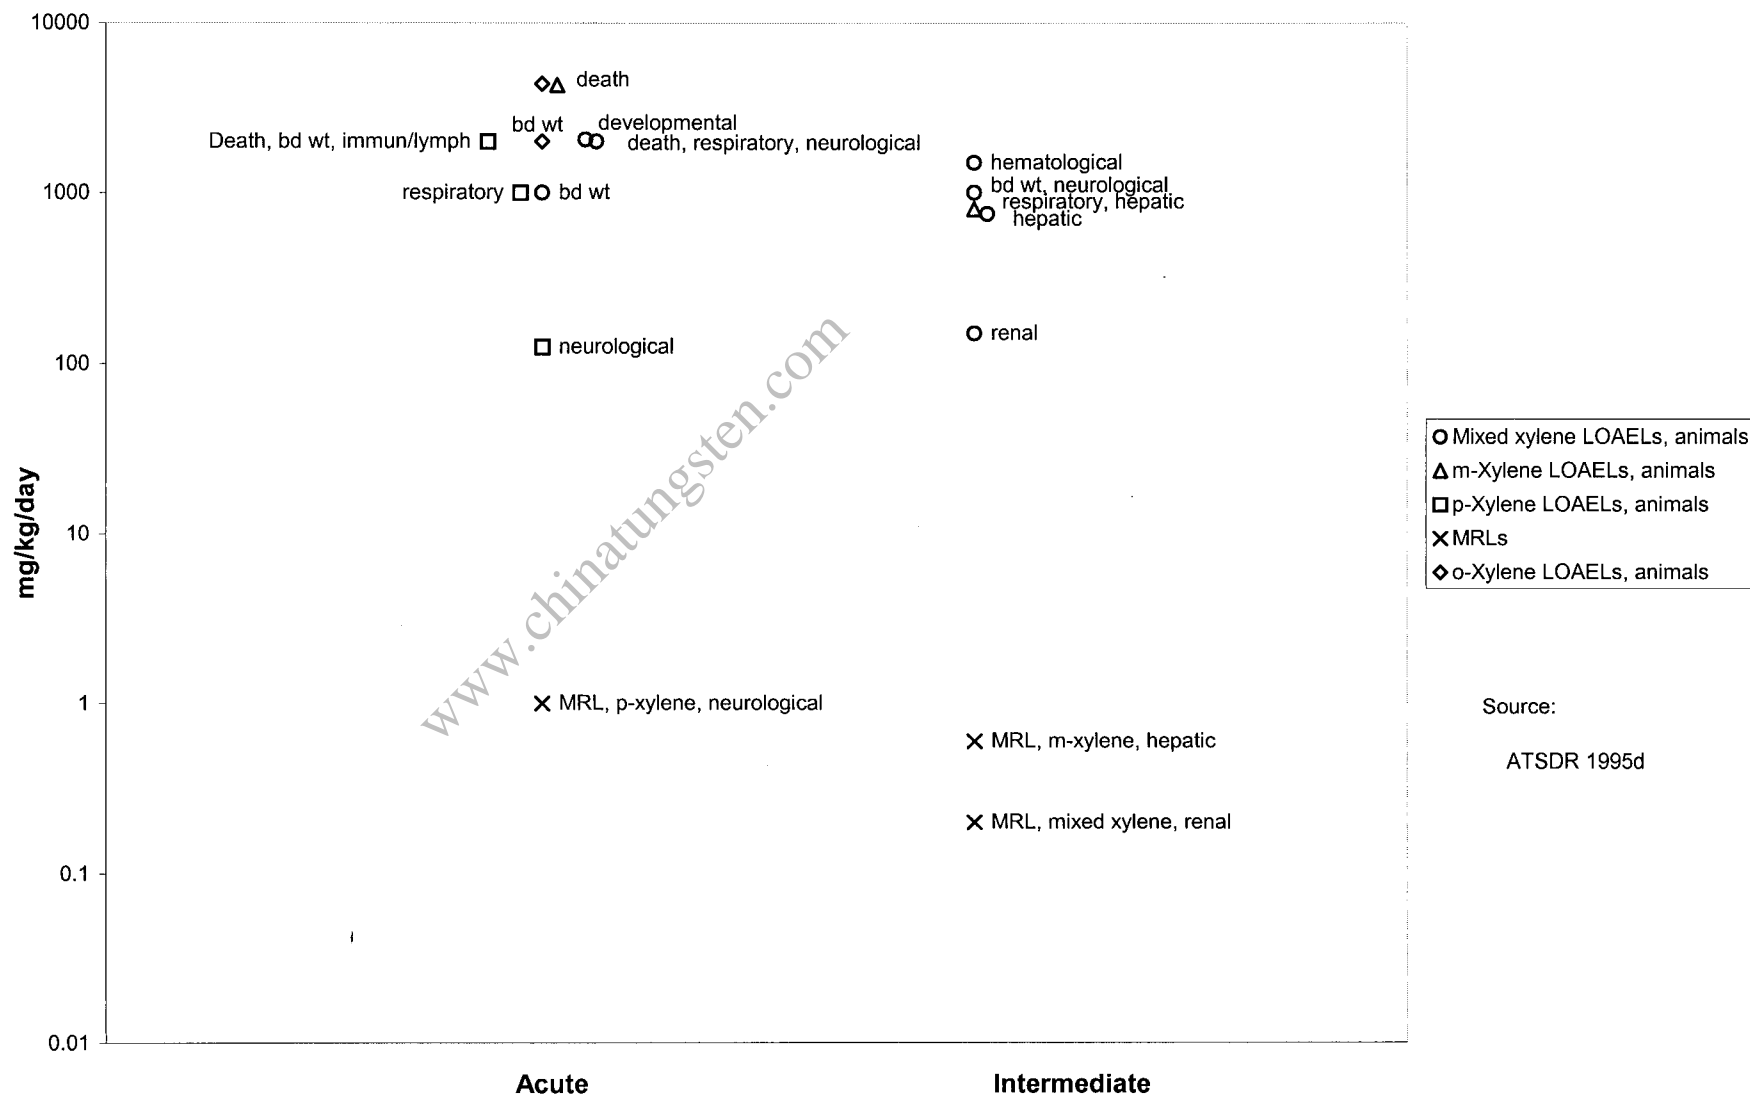 10000
1000
100
10
1
0.1
0.01
mg/kg/day
death
bd wt
developmental
Death, bd wt, immun/lymph
death, respiratory, neurological
respiratory
bd wt
neurological
MRL, p-xylene, neurological
hematological
bd wt, neurological
respiratory, hepatic
hepatic
renal
MRL, m-xylene, hepatic
MRL, mixed xylene, renal
Acute
Intermediate
Mixed xylene LOAELs, animals
m-Xylene LOAELs, animals
p-Xylene LOAELs, animals
MRLs
o-Xylene LOAELs, animals
Source:
ATSDR 1995d
www.chinatungsten.com